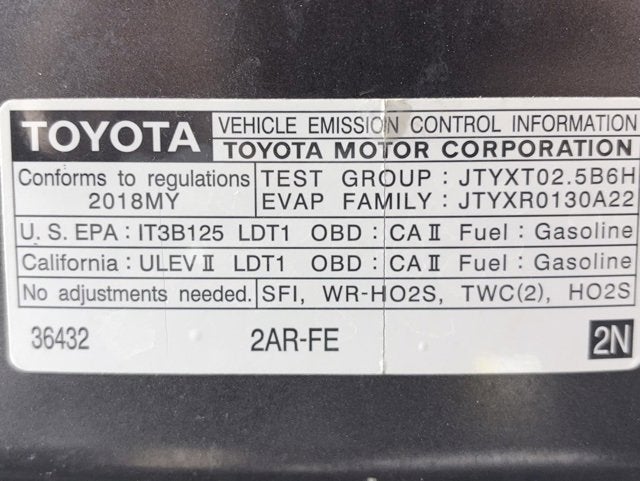 TOYOTA VEHICLE EMISSION CONTROL INFORMATION
TOYOTA MOTOR CORPORATION
Conforms to regulations TEST GROUP : JTYXT02.5B6H
2018MY EVAP FAMILY : JTYXR0130A22
U. S. EPA : IT3B125 LDT1 OBD : CA II Fuel : Gasoline
California : ULEV II LDT1 OBD : CA II Fuel : Gasoline
No adjustments needed. SFI, WR-HO2S, TWC(2), HO2S
36432 2AR-FE 2N